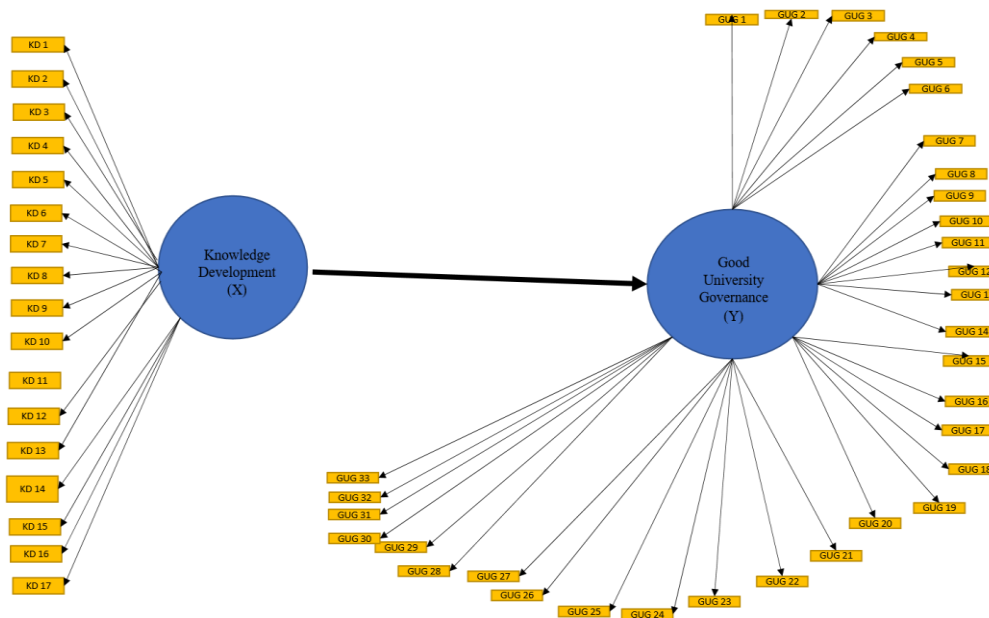 KD 1
KD 2
KD 3
KD 4
KD 5
KD 6
KD 7
KD 8
KD 9
KD 10
KD 11
KD 12
KD 13
KD 14
KD 15
KD 16
KD 17
Knowledge
Development
(X)
Good
University
Governance
(Y)
GUG 1
GUG 2
GUG 3
GUG 4
GUG 5
GUG 6
GUG 7
GUG 8
GUG 9
GUG 10
GUG 11
GUG 12
GUG 1
GUG 14
GUG 15
GUG 16
GUG 17
GUG 18
GUG 19
GUG 20
GUG 21
GUG 22
GUG 23
GUG 24
GUG 25
GUG 26
GUG 27
GUG 28
GUG 29
GUG 30
GUG 31
GUG 32
GUG 33